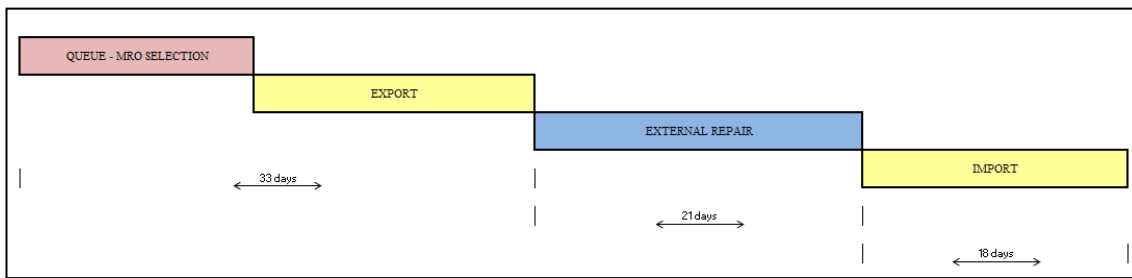 QUEUE - MRO SELECTION
EXPORT
EXTERNAL REPAIR
IMPORT
33 days
21 days
18 days